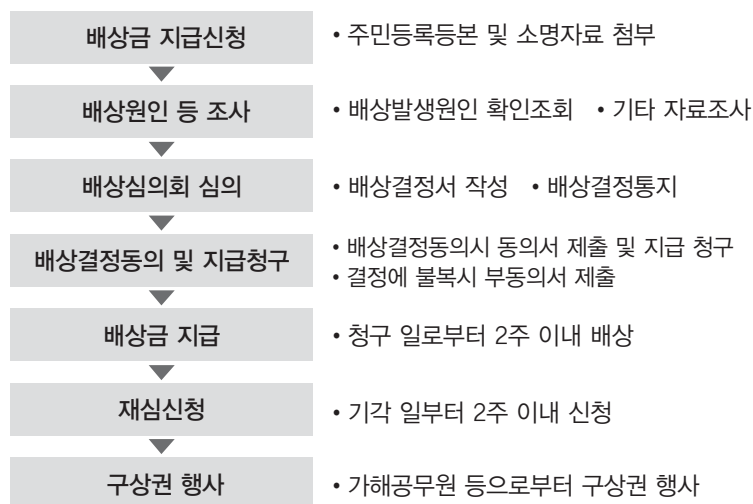 배상금 지급신청
• 주민등록등본 및 소명자료 첨부
배상원인 등 조사
• 배상발생원인 확인조회 • 기타 자료조사
배상심의회 심의
• 배상결정서 작성 • 배상결정통지
배상결정동의 및 지급청구
• 배상결정동의시 동의서 제출 및 지급 청구
• 결정에 불복시 부동의서 제출
배상금 지급
• 청구 일로부터 2주 이내 배상
재심신청
• 기각 일부터 2주 이내 신청
구상권 행사
• 가해공무원 등으로부터 구상권 행사